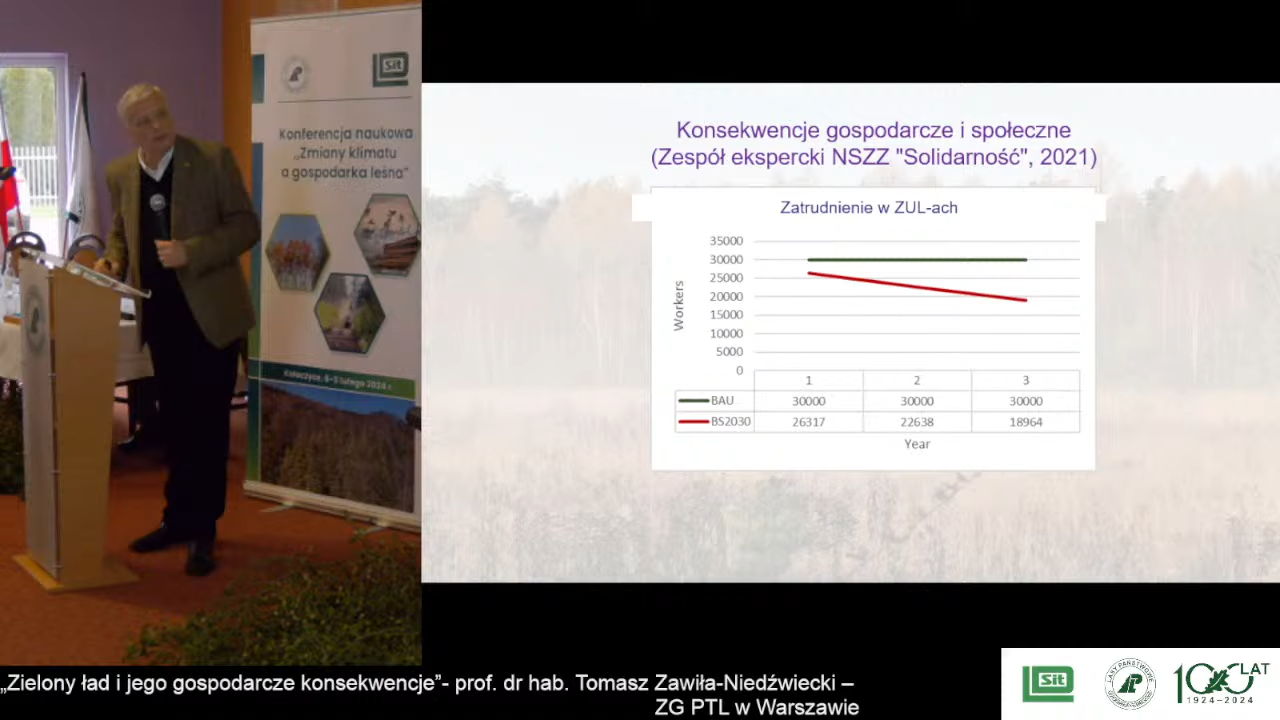 Sit
Konferencja naukowa
„Zmiany klimatu
a gospodarka leśna”
Konsekwencje gospodarcze i społeczne
(Zespół ekspercki NSZZ "Solidarność", 2021)
Zatrudnienie w ZUL-ach
Workers
35000
30000
25000
20000
15000
10000
5000
0
1 2 3
BAU 30000 30000 30000
BS2030 26317 22638 18964
Year
„Zielony ład i jego gospodarcze konsekwencje”- prof. dr hab. Tomasz Zawiła-Niedźwiecki –
ZG PTL w Warszawie
Sit
LASY PAŃSTWOWE
100 LAT
1924-2024